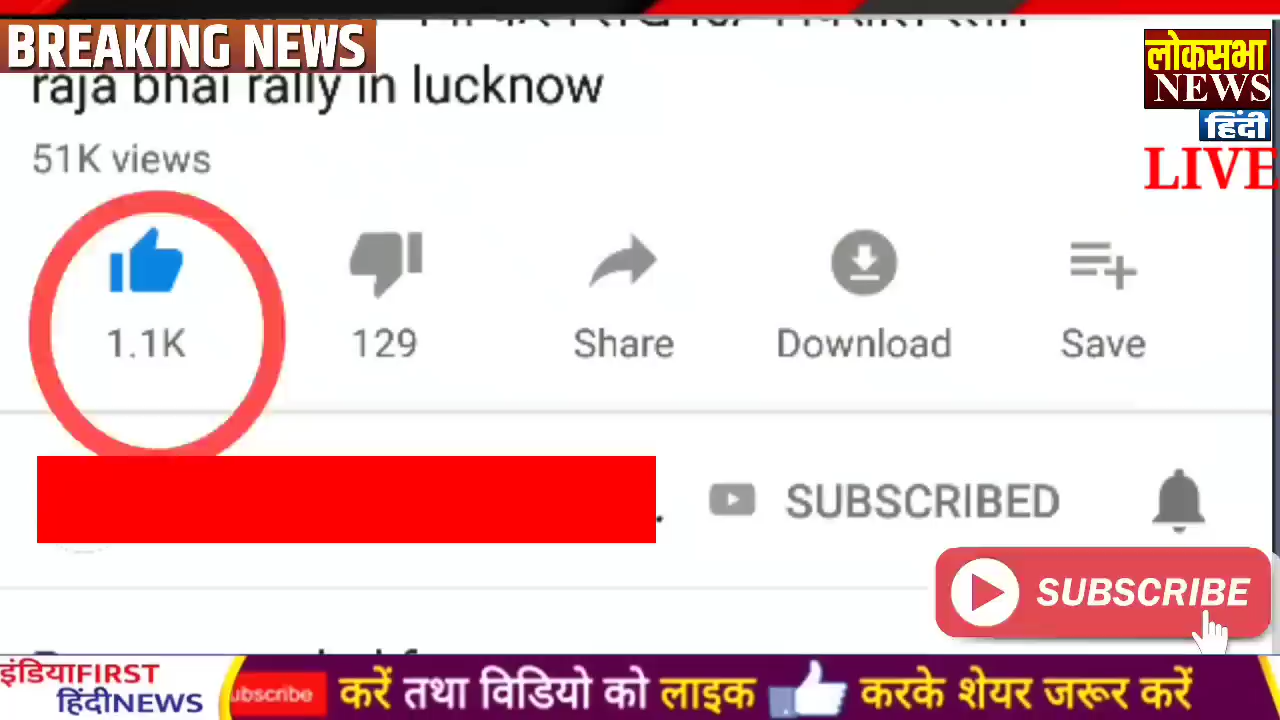 BREAKING NEWS
लोकसभा
NEWS
हिंदी
LIVE
raja bhai rally in lucknow
51K views
1.1K
129
Share
Download
Save
SUBSCRIBED
SUBSCRIBE
इंडियाFIRST
हिंदीNEWS
ubscribe करें तथा विडियो को लाइक करके शेयर जरूर करें